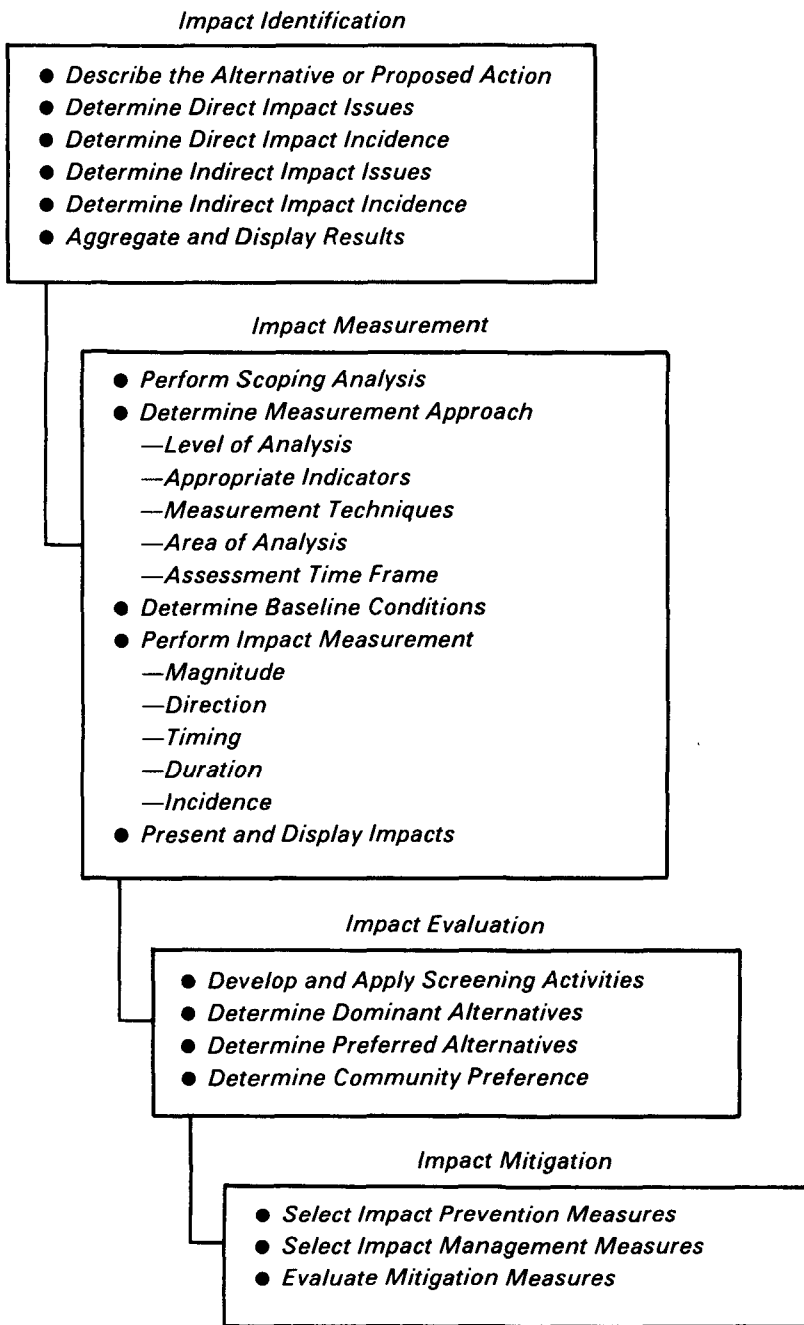 Impact Identification
● Describe the Alternative or Proposed Action
● Determine Direct Impact Issues
● Determine Direct Impact Incidence
● Determine Indirect Impact Issues
● Determine Indirect Impact Incidence
● Aggregate and Display Results
Impact Measurement
● Perform Scoping Analysis
● Determine Measurement Approach
—Level of Analysis
—Appropriate Indicators
—Measurement Techniques
—Area of Analysis
—Assessment Time Frame
● Determine Baseline Conditions
● Perform Impact Measurement
—Magnitude
—Direction
—Timing
—Duration
—Incidence
● Present and Display Impacts
Impact Evaluation
● Develop and Apply Screening Activities
● Determine Dominant Alternatives
● Determine Preferred Alternatives
● Determine Community Preference
Impact Mitigation
● Select Impact Prevention Measures
● Select Impact Management Measures
● Evaluate Mitigation Measures